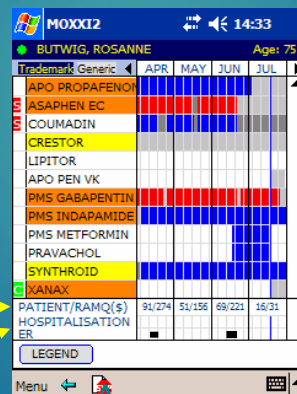 MOXXI2 14:33
BUTWIG, ROSANNE Age: 75
Trademark Generic APR MAY JUN JUL
APO PROPAFENON
S ASAPHEN EC
S COUMADIN
CRESTOR
LIPITOR
APO PEN VK
PMS GABAPENTIN
PMS INDAPAMIDE
PMS METFORMIN
PRAVACHOL
SYNTHROID
C XANAX
PATIENT/RAMQ($) 91/274 51/156 69/221 16/31
HOSPITALISATION
ER
LEGEND
Menu